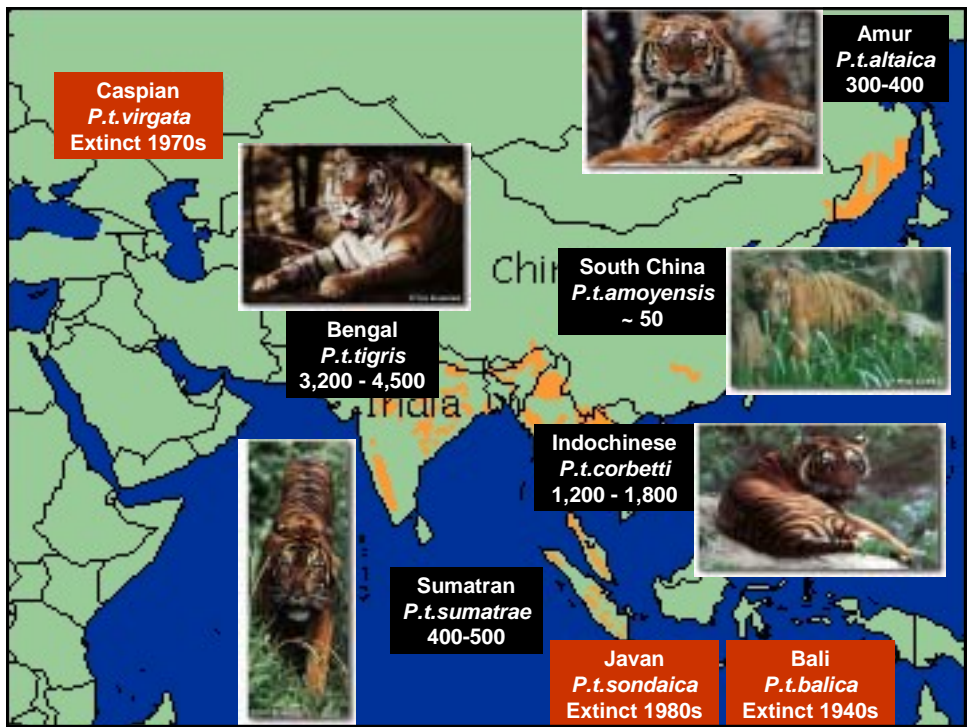 Amur
P.t.altaica
300-400
Caspian
P.t.virgata
Extinct 1970s
Chin
South China
P.t.amoyensis
~ 50
Bengal
P.t.tigris
3,200 - 4,500
India
Indochinese
P.t.corbetti
1,200 - 1,800
Sumatran
P.t.sumatrae
400-500
Javan
P.t.sondaica
Extinct 1980s
Bali
P.t.balica
Extinct 1940s